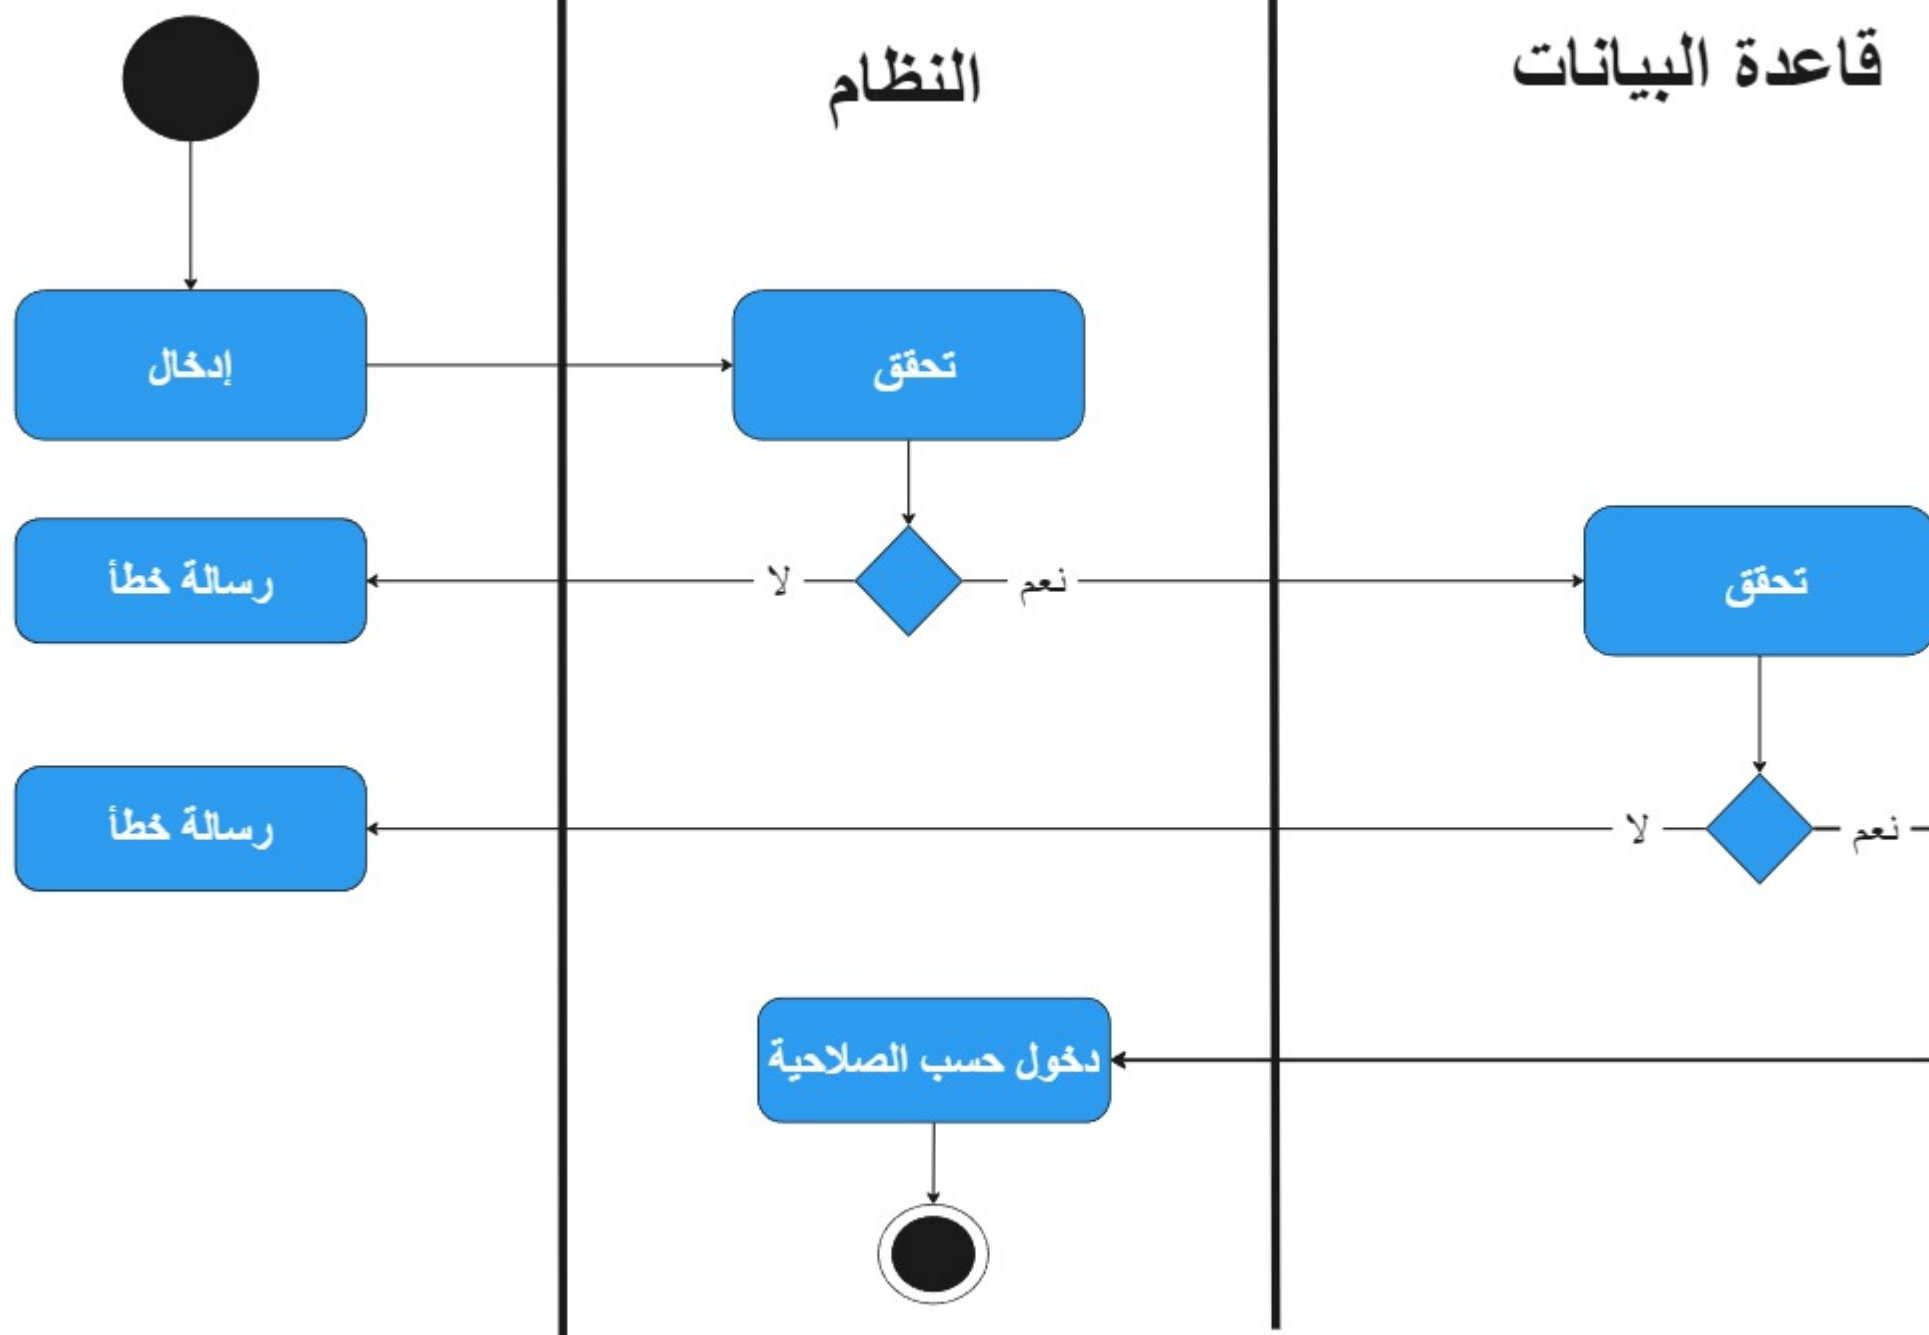 النظام
قاعدة البيانات
إدخال
تحقق
رسالة خطأ
لا
نعم
تحقق
رسالة خطأ
لا
نعم
دخول حسب الصلاحية